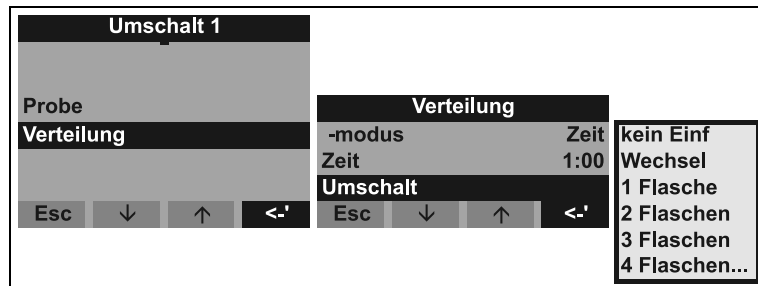 Umschalt 1
Probe
Verteilung
Esc ↓ ↑ <-'
Verteilung
-modus Zeit
Zeit 1:00
Umschalt
Esc ↓ ↑ <-'
kein Einf
Wechsel
1 Flasche
2 Flaschen
3 Flaschen
4 Flaschen...